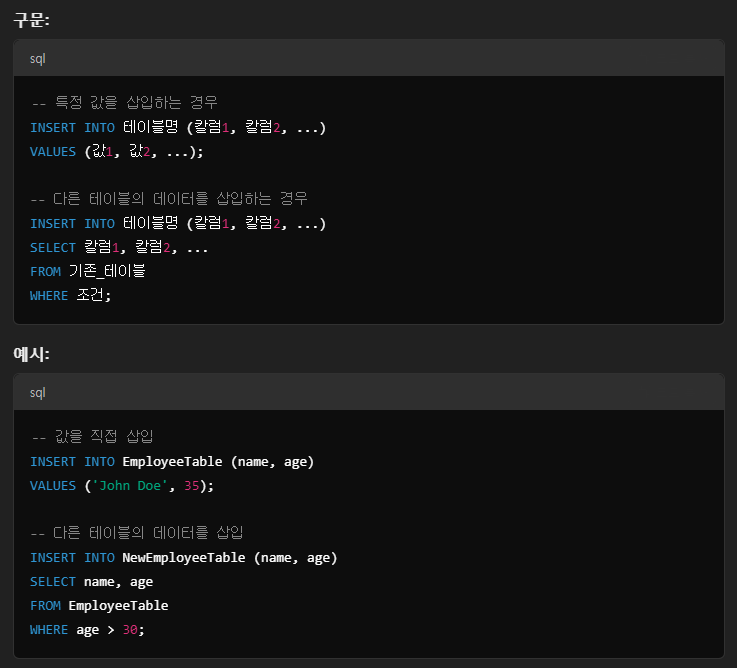 구문:
sql
-- 특정 값을 삽입하는 경우
INSERT INTO 테이블명 (칼럼1, 칼럼2, ...)
VALUES (값1, 값2, ...);
-- 다른 테이블의 데이터를 삽입하는 경우
INSERT INTO 테이블명 (칼럼1, 칼럼2, ...)
SELECT 칼럼1, 칼럼2, ...
FROM 기존_테이블
WHERE 조건;
예시:
sql
-- 값을 직접 삽입
INSERT INTO EmployeeTable (name, age)
VALUES ('John Doe', 35);
-- 다른 테이블의 데이터를 삽입
INSERT INTO NewEmployeeTable (name, age)
SELECT name, age
FROM EmployeeTable
WHERE age > 30;